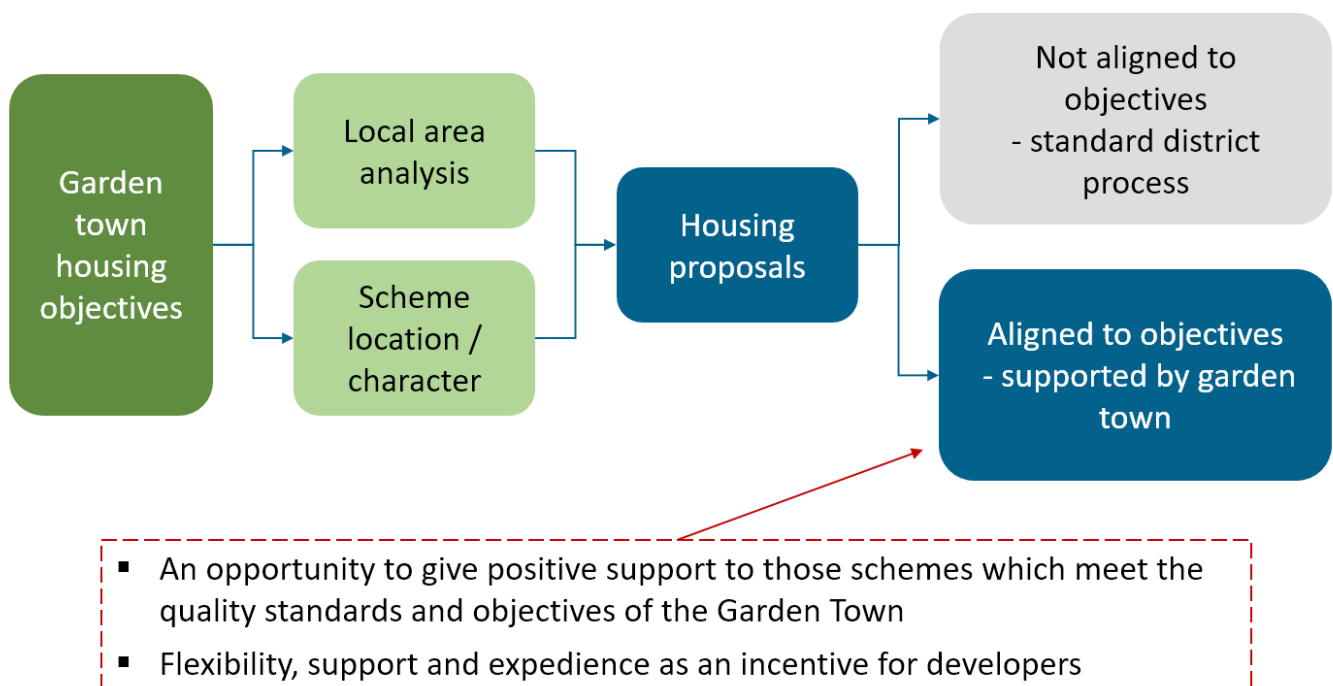 Garden
town
housing
objectives
Local area
analysis
Scheme
location /
character
Housing
proposals
Not aligned to
objectives
- standard district
process
Aligned to objectives
- supported by garden
town
▪ An opportunity to give positive support to those schemes which meet the
quality standards and objectives of the Garden Town
▪ Flexibility, support and expedience as an incentive for developers